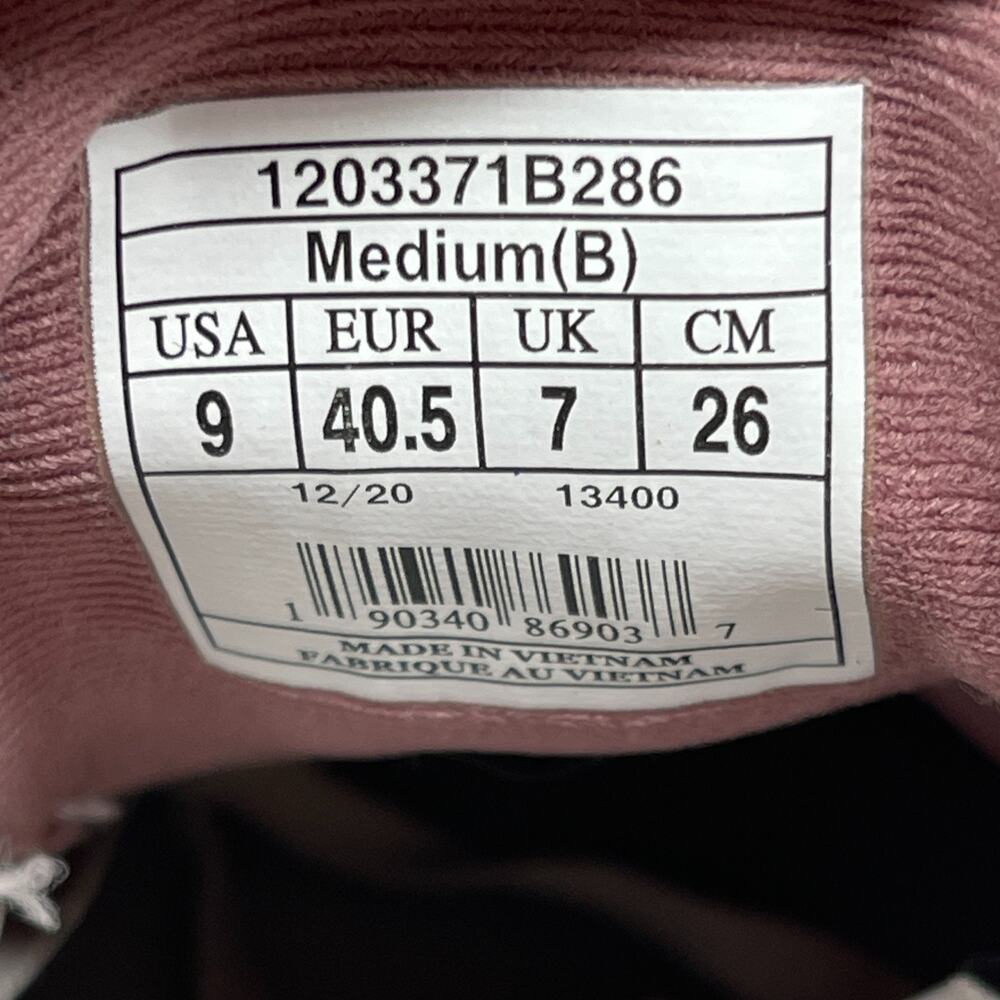 1203371B286
Medium(B)
USA EUR UK CM
9 40.5 7 26
12/20 13400
1 90340 86903 7
MADE IN VIETNAM
FABRIQUE AU VIETNAM